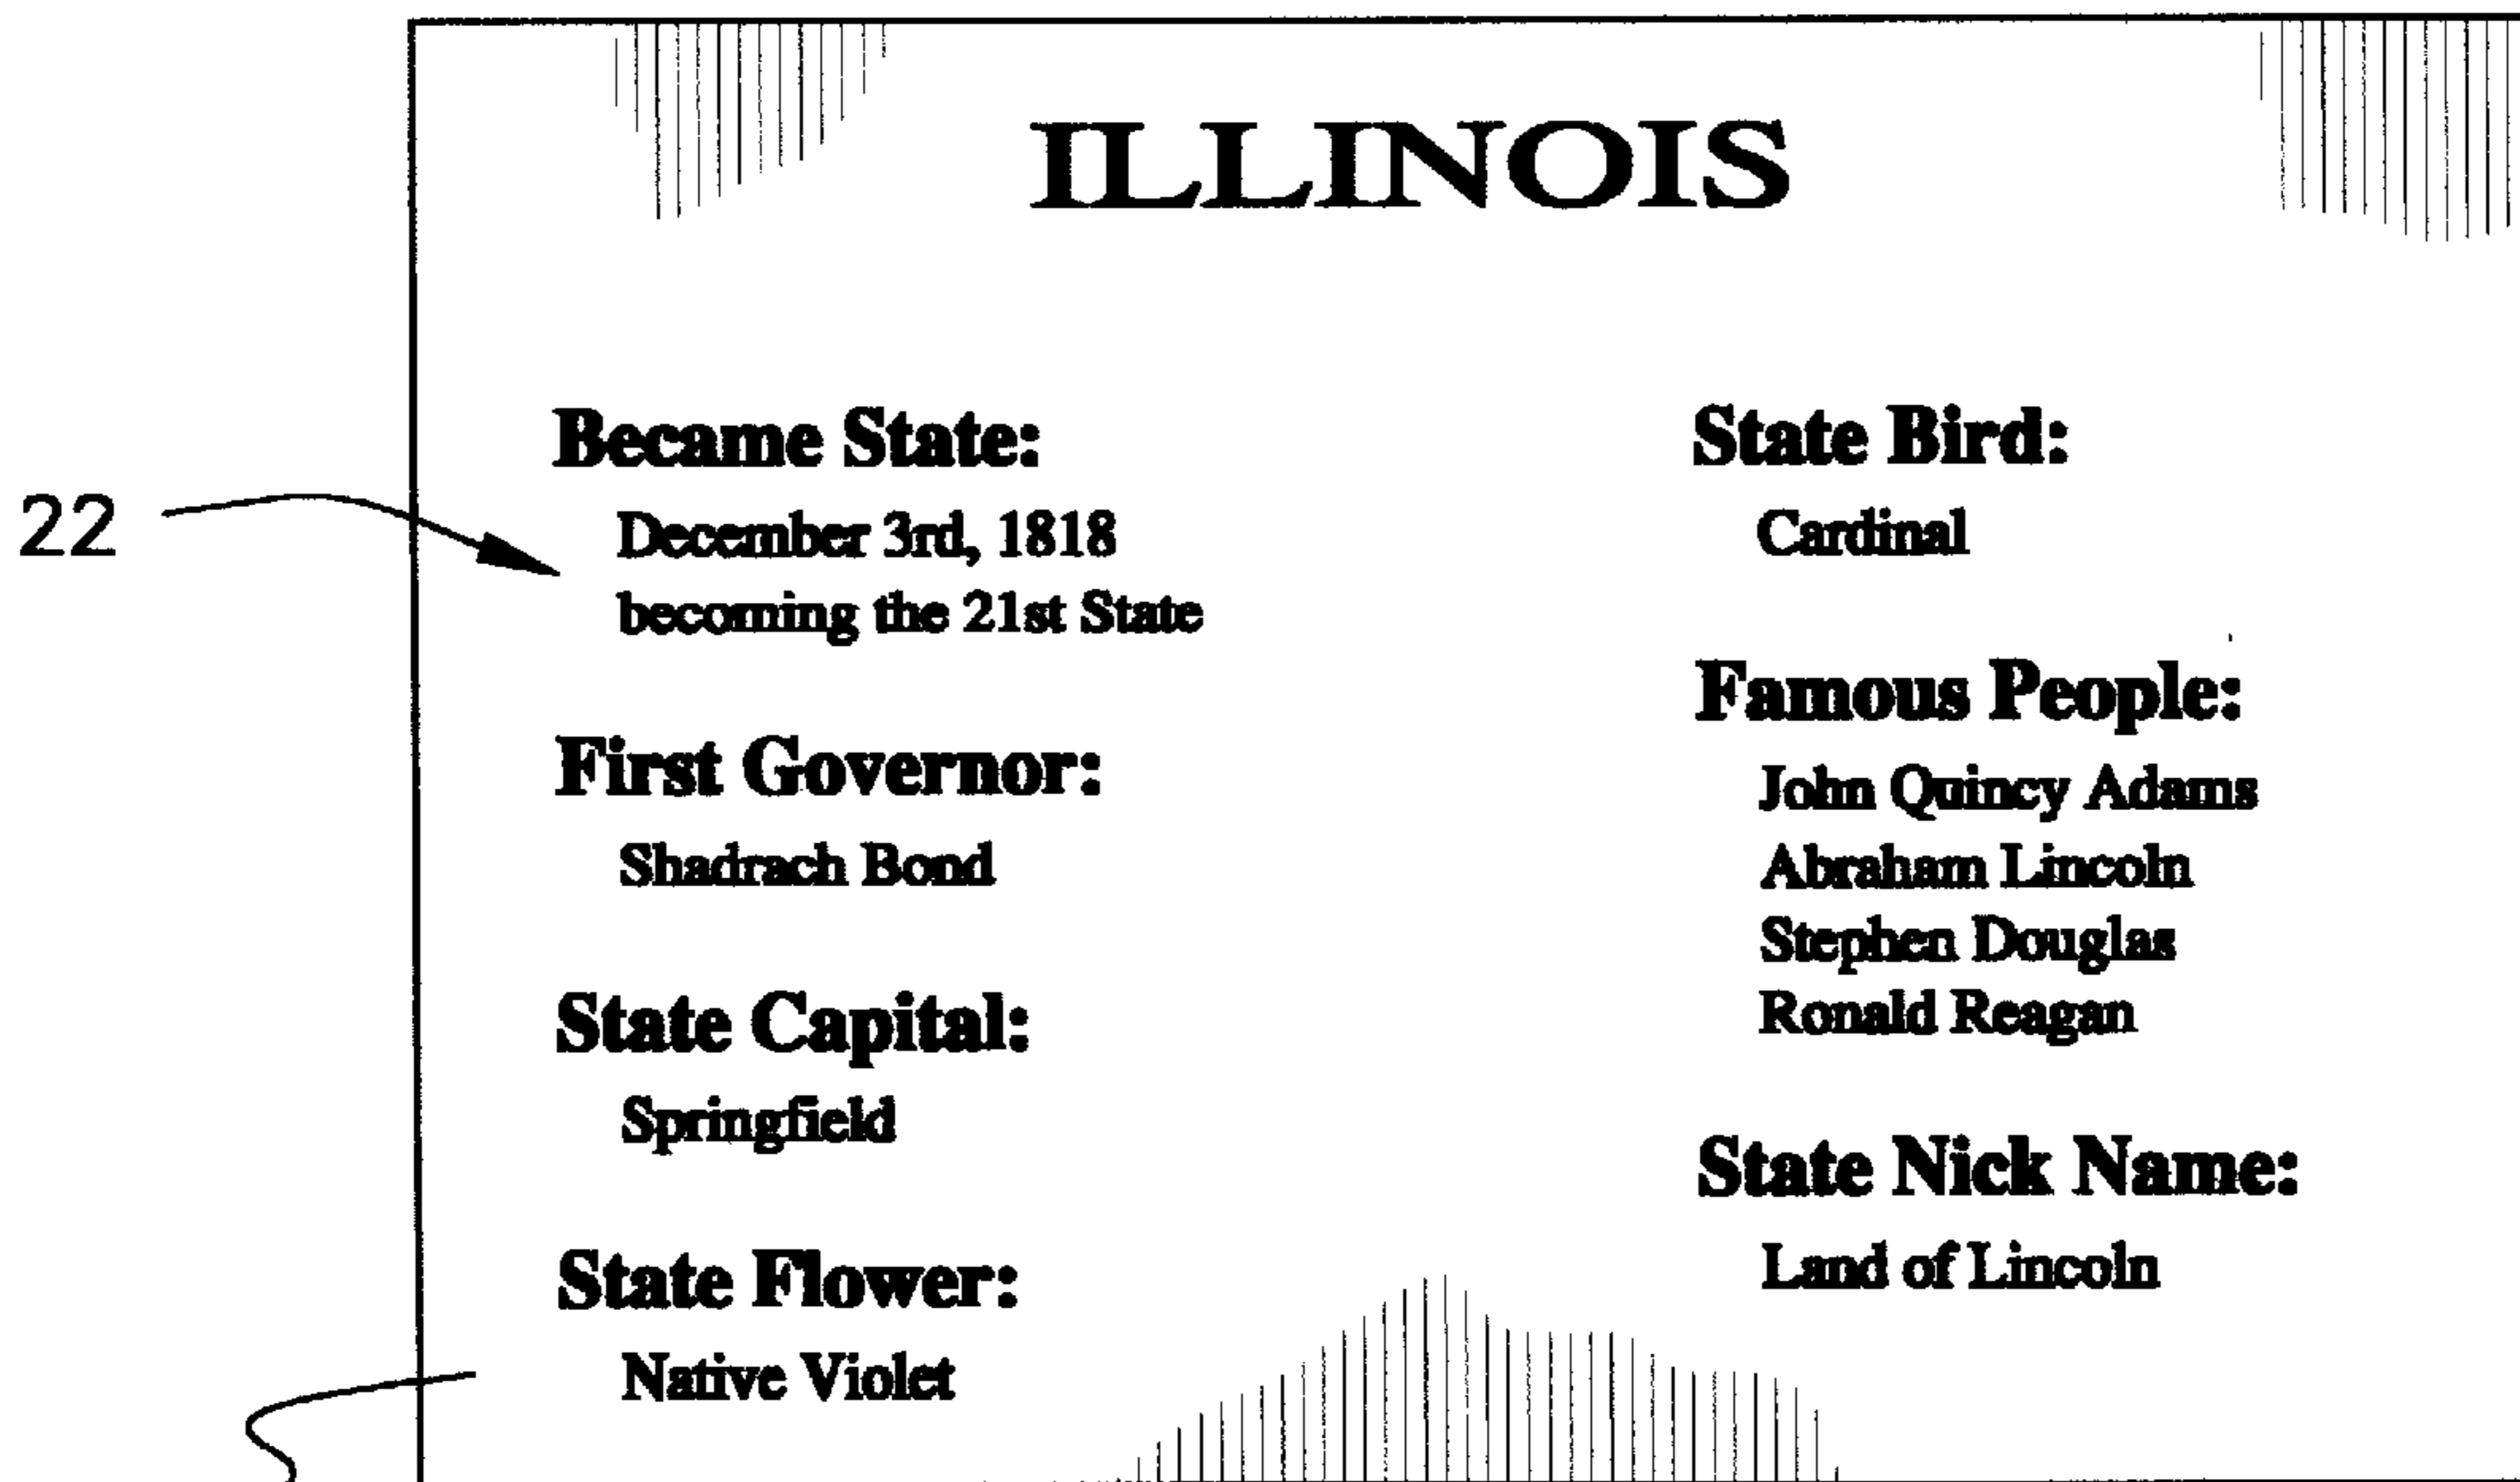 ILLINOIS
22
Became State:
December 3rd, 1818
becoming the 21st State
First Governor:
Shadrach Bond
State Capital:
Springfield
State Flower:
Native Violet
State Bird:
Cardinal
Famous People:
John Quincy Adams
Abraham Lincoln
Stephen Douglas
Ronald Reagan
State Nick Name:
Land of Lincoln